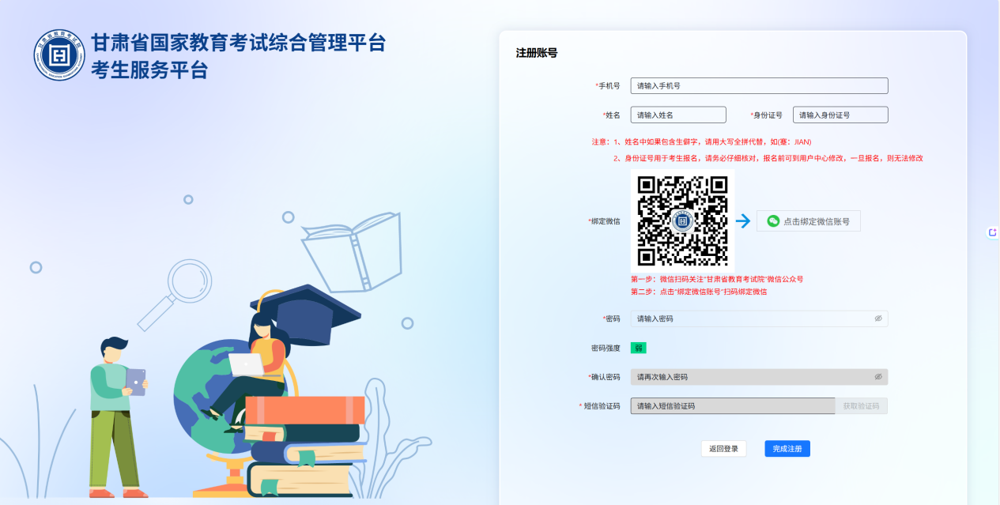 甘肃省国家教育考试综合管理平台
考生服务平台
注册账号
*手机号 请输入手机号
*姓名 请输入姓名 *身份证号 请输入身份证号
注意：1、姓名中如果包含生僻字，请用大写全拼代替，如(蹇：JIAN)
2、身份证号用于考生报名，请务必仔细核对，报名前可到用户中心修改，一旦报名，则无法修改
*绑定微信 点击绑定微信账号
第一步：微信扫码关注"甘肃省教育考试院"微信公众号
第二步：点击"绑定微信账号"扫码绑定微信
*密码 请输入密码
密码强度 弱
*确认密码 请再次输入密码
* 短信验证码 请输入短信验证码 获取验证码
返回登录 完成注册